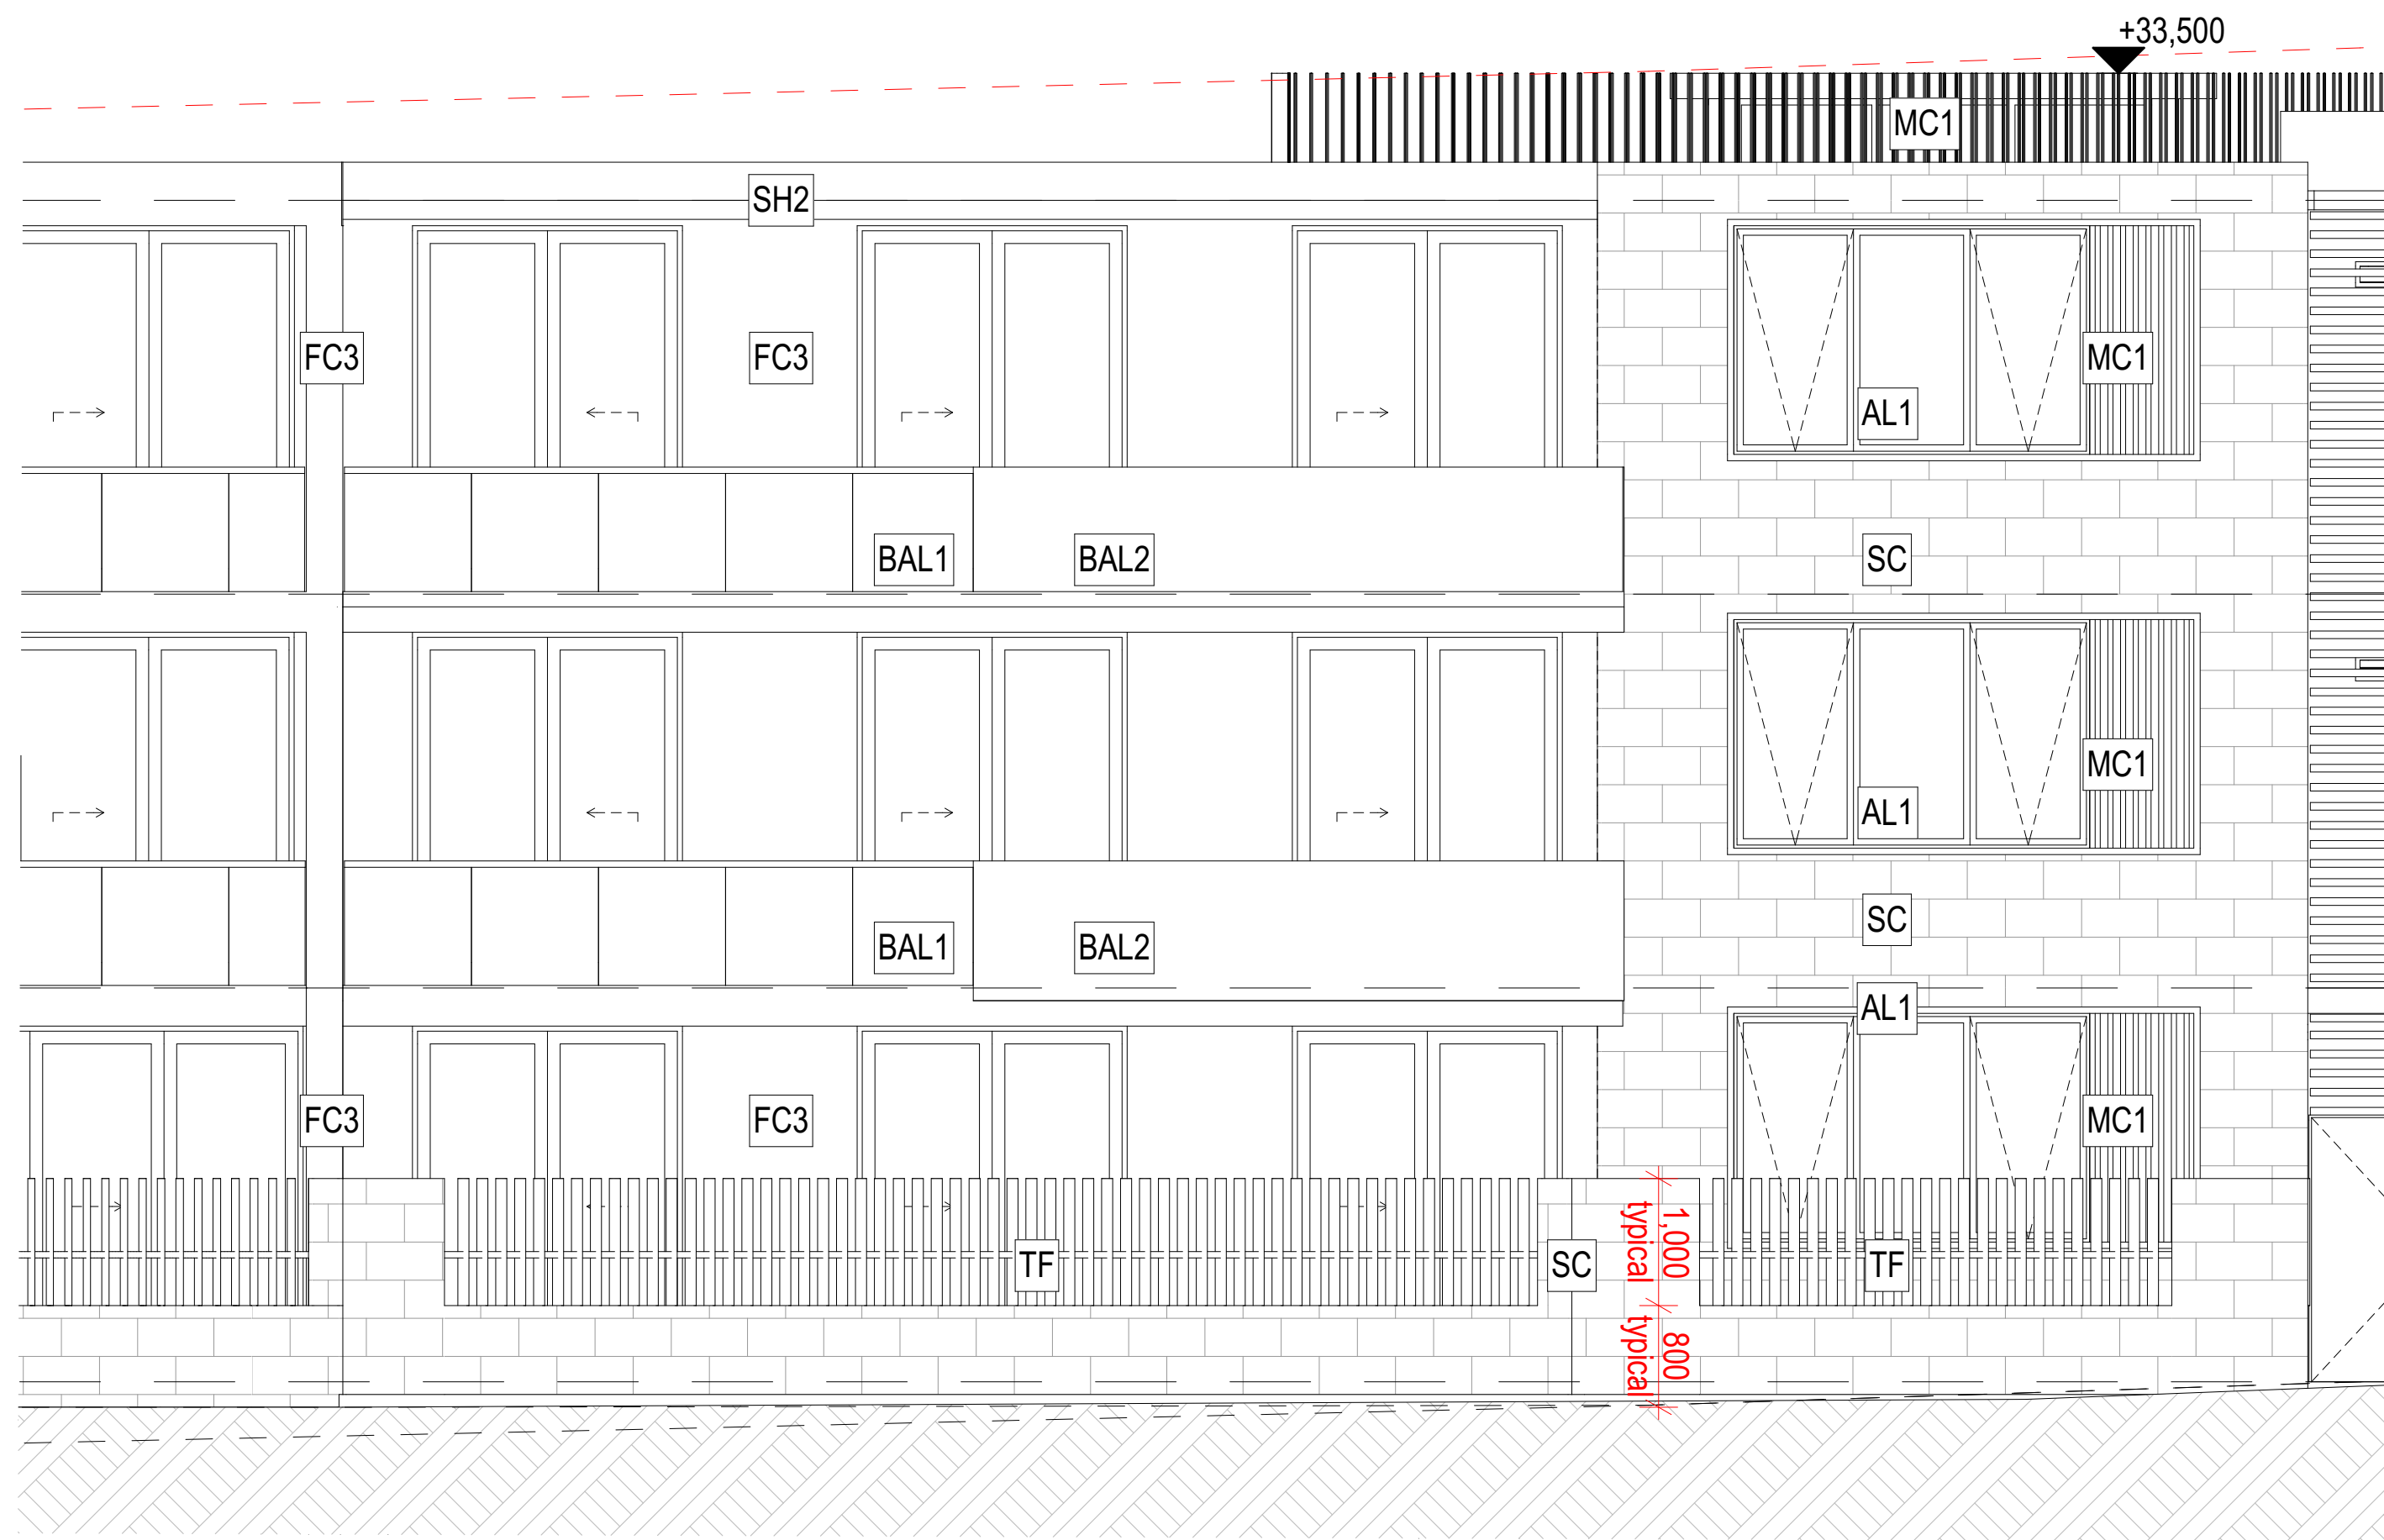 +33,500
MC1
SH2
FC3
FC3
MC1
AL1
BAL1
BAL2
SC
MC1
AL1
SC
BAL1
BAL2
AL1
FC3
FC3
MC1
1,000
typical
TF
SC
TF
800
typical